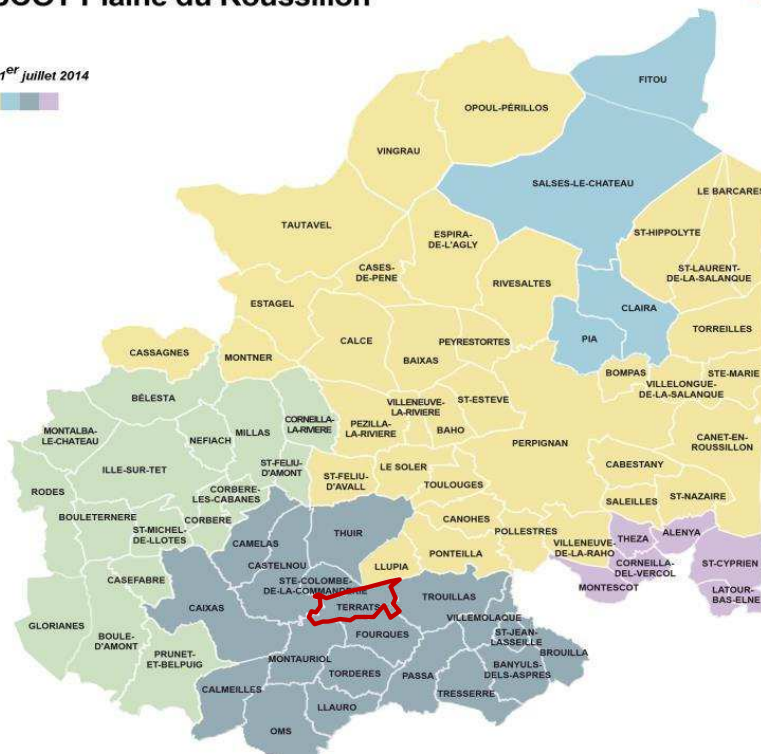 SCOT Plaine du Roussillon
1er juillet 2014
FITOU
OPOUL-PÉRILLOS
VINGRAU
SALSES-LE-CHATEAU
LE BARCARES
TAUTAVEL
ESPIRA-
DE-L'AGLY
ST-HIPPOLYTE
CASES-
DE-PENE
RIVESALTES
ST-LAURENT-
DE-LA-SALANQUE
ESTAGEL
CLAIRA
CALCE
PEYRESTORTES
PIA
TORREILLES
CASSAGNES
MONTNER
BAIXAS
BOMPAS
STE-MARIE
VILLELONGUE-
DE-LA-SALANQUE
BÉLESTA
VILLENEUVE-
LA-RIVIERE
ST-ESTEVE
CORNEILLA-
LA-RIVIERE
PEZILLA-
LA-RIVIERE
BAHO
MONTALBA-
LE-CHATEAU
NEFIACH
MILLAS
PERPIGNAN
CANET-EN-
ROUSSILLON
ILLE-SUR-TET
ST-FELIU-
D'AMONT
LE SOLER
CABESTANY
RODES
ST-FELIU-
D'AVALL
TOULOUGES
CORBERE-
LES-CABANES
SALEILLES
ST-NAZAIRE
BOULETERNERE
ST-MICHEL-
DE-LLOTES
CORBERE
CANOHES
POLLESTRES
THUIR
CAMELAS
VILLENEUVE-
DE-LA-RAHO
THEZA
ALENYA
PONTEILLA
CASTELNOU
LLUPIA
CORNEILLA-
DEL-VERCOL
ST-CYPRIEN
CASEFABRE
STE-COLOMBE-
DE-LA-COMMANDERIE
MONTESCOT
LATOUR-
BAS-ELNE
CAIXAS
TERRATS
TROUILLAS
GLORIANES
VILLEMOLAQUE
BOULE-
D'AMONT
FOURQUES
ST-JEAN-
LASSEILLE
PRUNET-
ET-BELPUIG
MONTAURIOL
BROUILLA
BANYULS-
DELS-ASPRES
TORDERES
PASSA
CALMEILLES
TRESSERRE
LLAURO
OMS